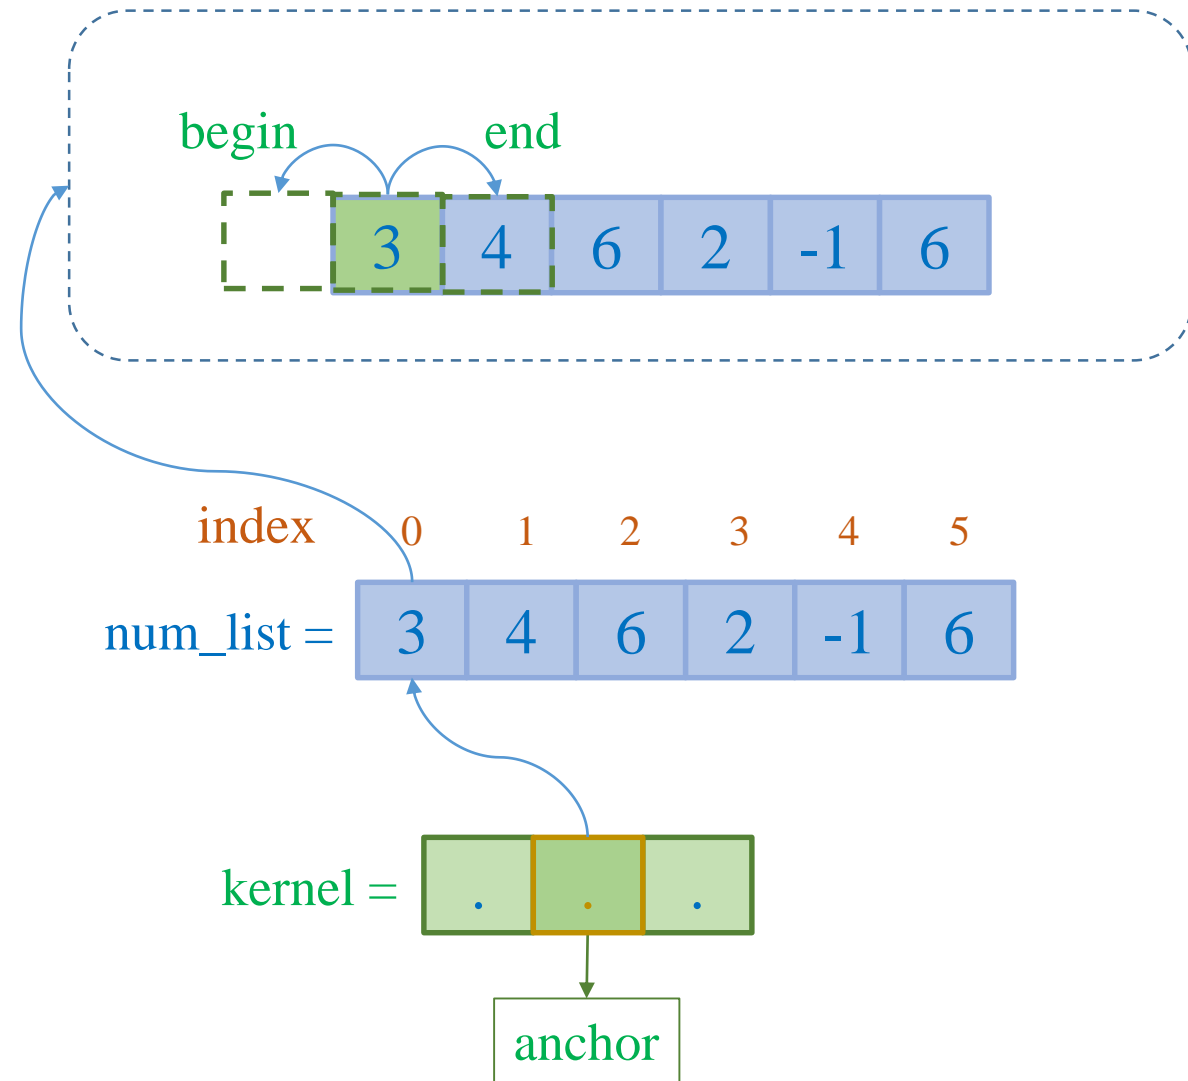 begin end
3 4 6 2 -1 6
index 0 1 2 3 4 5
num_list = 3 4 6 2 -1 6
kernel = . . .
anchor